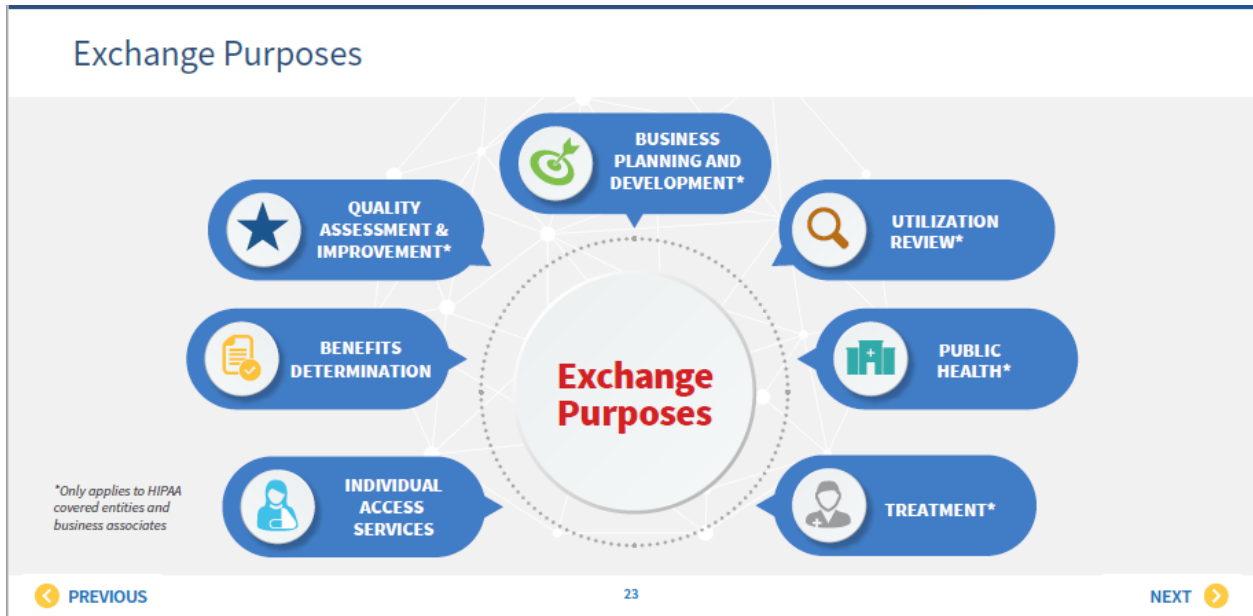 Exchange Purposes
BUSINESS
PLANNING AND
DEVELOPMENT*
QUALITY
ASSESSMENT &
IMPROVEMENT*
UTILIZATION
REVIEW*
BENEFITS
DETERMINATION
Exchange
Purposes
PUBLIC
HEALTH*
INDIVIDUAL
ACCESS
SERVICES
TREATMENT*
*Only applies to HIPAA
covered entities and
business associates
PREVIOUS
23
NEXT